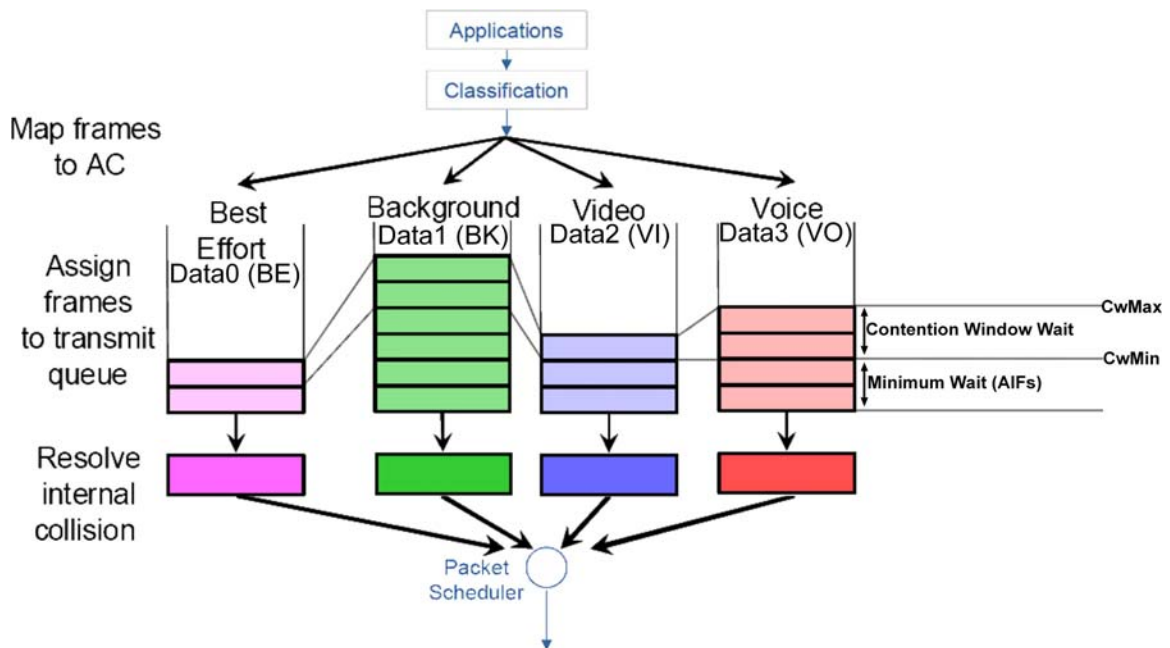 Applications
Classification
Map frames
to AC
Best
Effort
Data0 (BE)
Background
Data1 (BK)
Video
Data2 (VI)
Voice
Data3 (VO)
Assign
frames
to transmit
queue
CwMax
Contention Window Wait
CwMin
Minimum Wait (AIFs)
Resolve
internal
collision
Packet
Scheduler